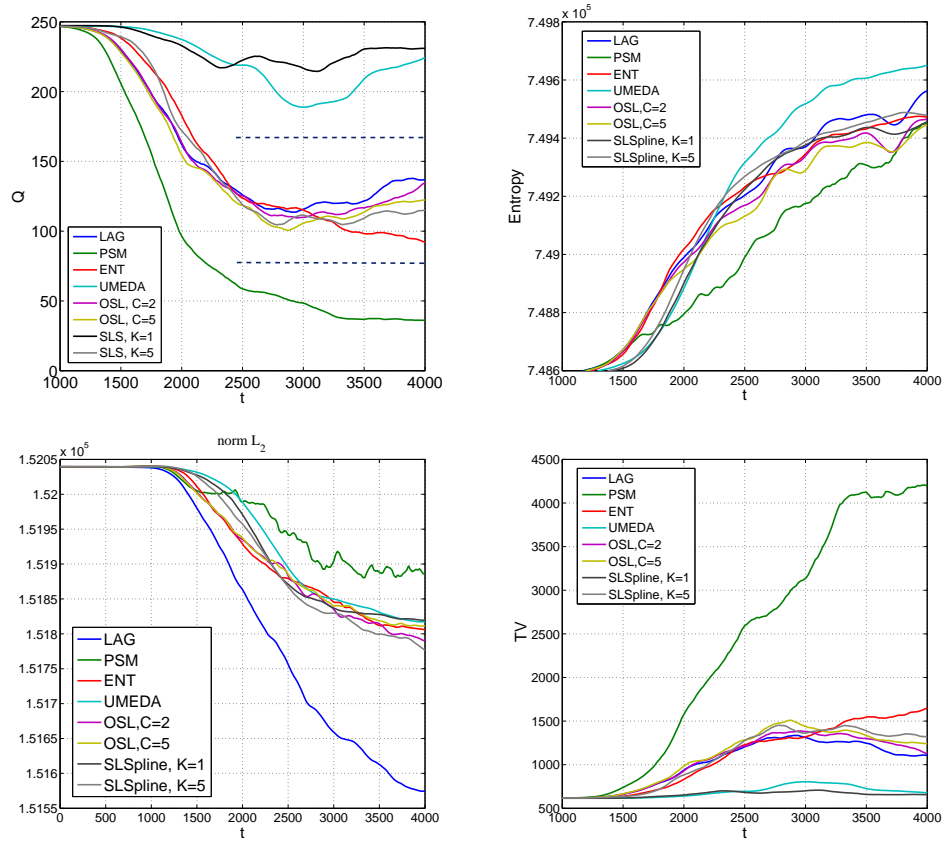 250
200
150
100
50
0
Q
LAG
PSM
ENT
UMEDA
OSL, C=2
OSL, C=5
SLS, K=1
SLS, K=5
1000 1500 2000 2500 3000 3500 4000
t
x 10^5
7.498
7.496
7.494
7.492
7.49
7.488
7.486
Entropy
LAG
PSM
ENT
UMEDA
OSL,C=2
OSL,C=5
SLSpline, K=1
SLSpline, K=5
1000 1500 2000 2500 3000 3500 4000
t
norm L_2
x 10^5
1.5205
1.52
1.5195
1.519
1.5185
1.518
1.5175
1.517
1.5165
1.516
1.5155
LAG
PSM
ENT
UMEDA
OSL,C=2
OSL,C=5
SLSpline, K=1
SLSpline, K=5
0 500 1000 1500 2000 2500 3000 3500 4000
t
4500
4000
3500
3000
2500
2000
1500
1000
500
TV
LAG
PSM
ENT
UMEDA
OSL,C=2
OSL,C=5
SLSpline, K=1
SLSpline, K=5
1000 1500 2000 2500 3000 3500 4000
t